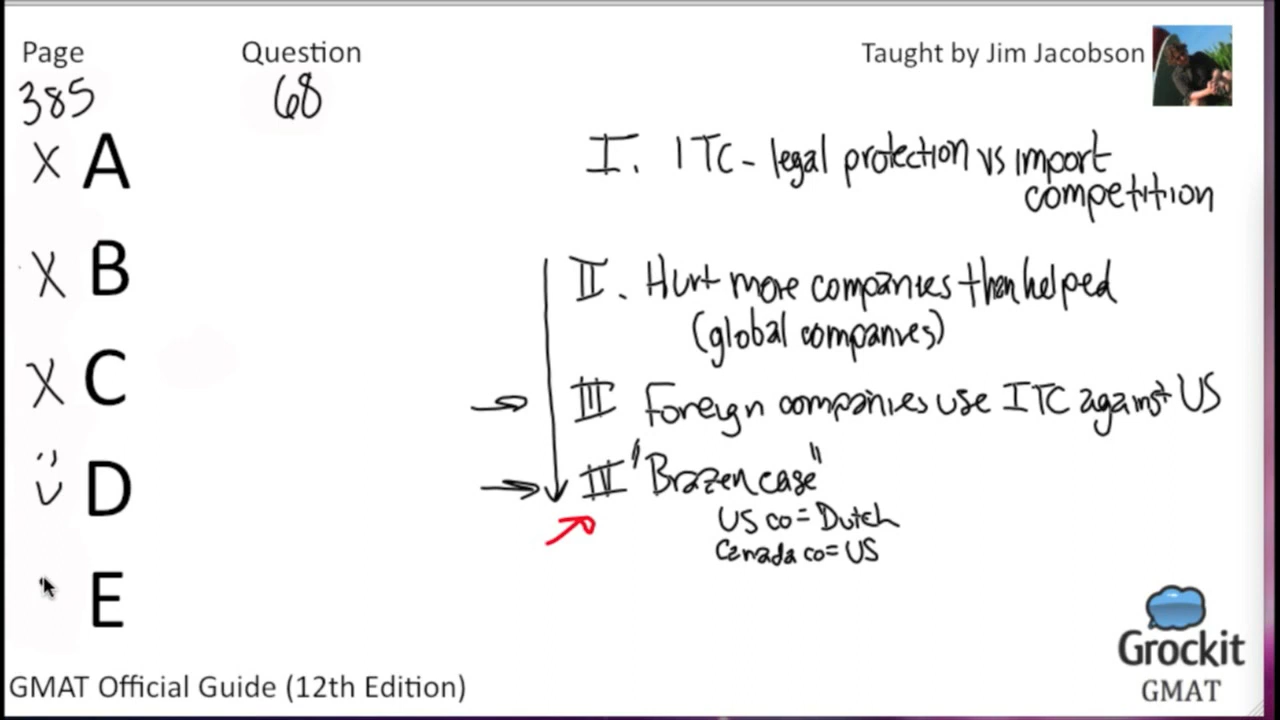 Page Question Taught by Jim Jacobson
385 68
X A
X B
X C
D
E
I. ITC - legal protection vs import
competition
II. Hurt more companies than helped
(global companies)
III Foreign companies use ITC against US
IV "Brazen case"
US co = Dutch
Canada co = US
Grockit
GMAT
GMAT Official Guide (12th Edition)